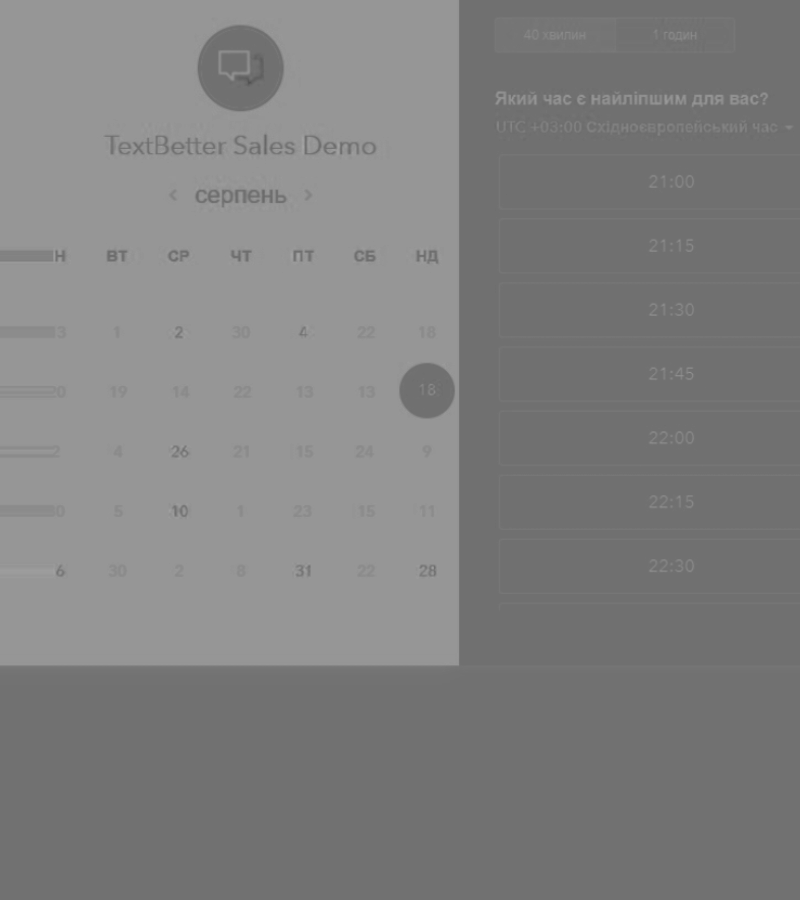 TextBetter Sales Demo
серпень
Н ВТ СР ЧТ ПТ СБ НД
3 1 2 30 4 22 18
0 19 14 22 13 13 18
2 4 26 21 15 24 9
0 5 10 1 23 15 11
6 30 2 8 31 22 28
40 хвилин 1 годин
Який час є найліпшим для вас?
UTC +03:00 Східноєвропейський час
21:00
21:15
21:30
21:45
22:00
22:15
22:30